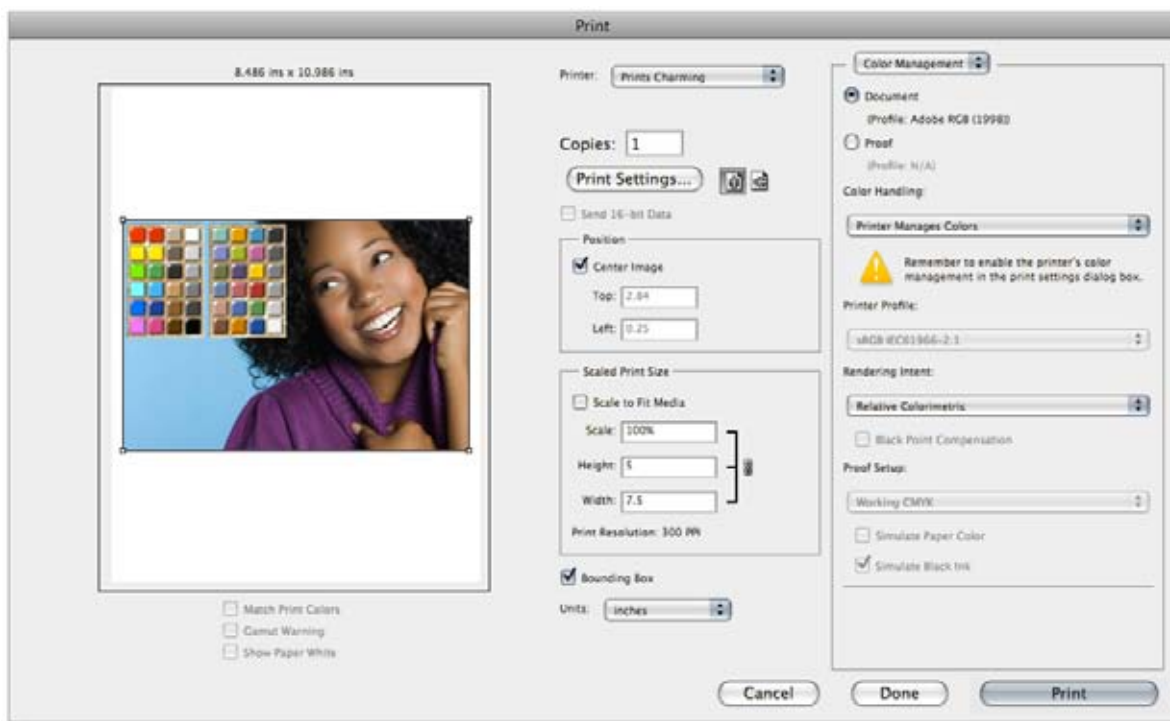 Print
8.486 ins x 10.986 ins
Match Print Colors
Gamut Warning
Show Paper White
Printer: Prints Charming
Copies: 1
Print Settings...
Send 16-bit Data
Position
Center Image
Top: 2.84
Left: 0.25
Scaled Print Size
Scale to Fit Media
Scale: 100%
Height: 5
Width: 7.5
Print Resolution: 300 PPI
Bounding Box
Units: inches
Color Management
Document
(Profile: Adobe RGB (1998))
Proof
(Profile: N/A)
Color Handling:
Printer Manages Colors
Remember to enable the printer's color
management in the print settings dialog box.
Printer Profile:
sRGB IEC61966-2.1
Rendering Intent:
Relative Colorimetric
Black Point Compensation
Proof Setup:
Working CMYK
Simulate Paper Color
Simulate Black Ink
Cancel
Done
Print